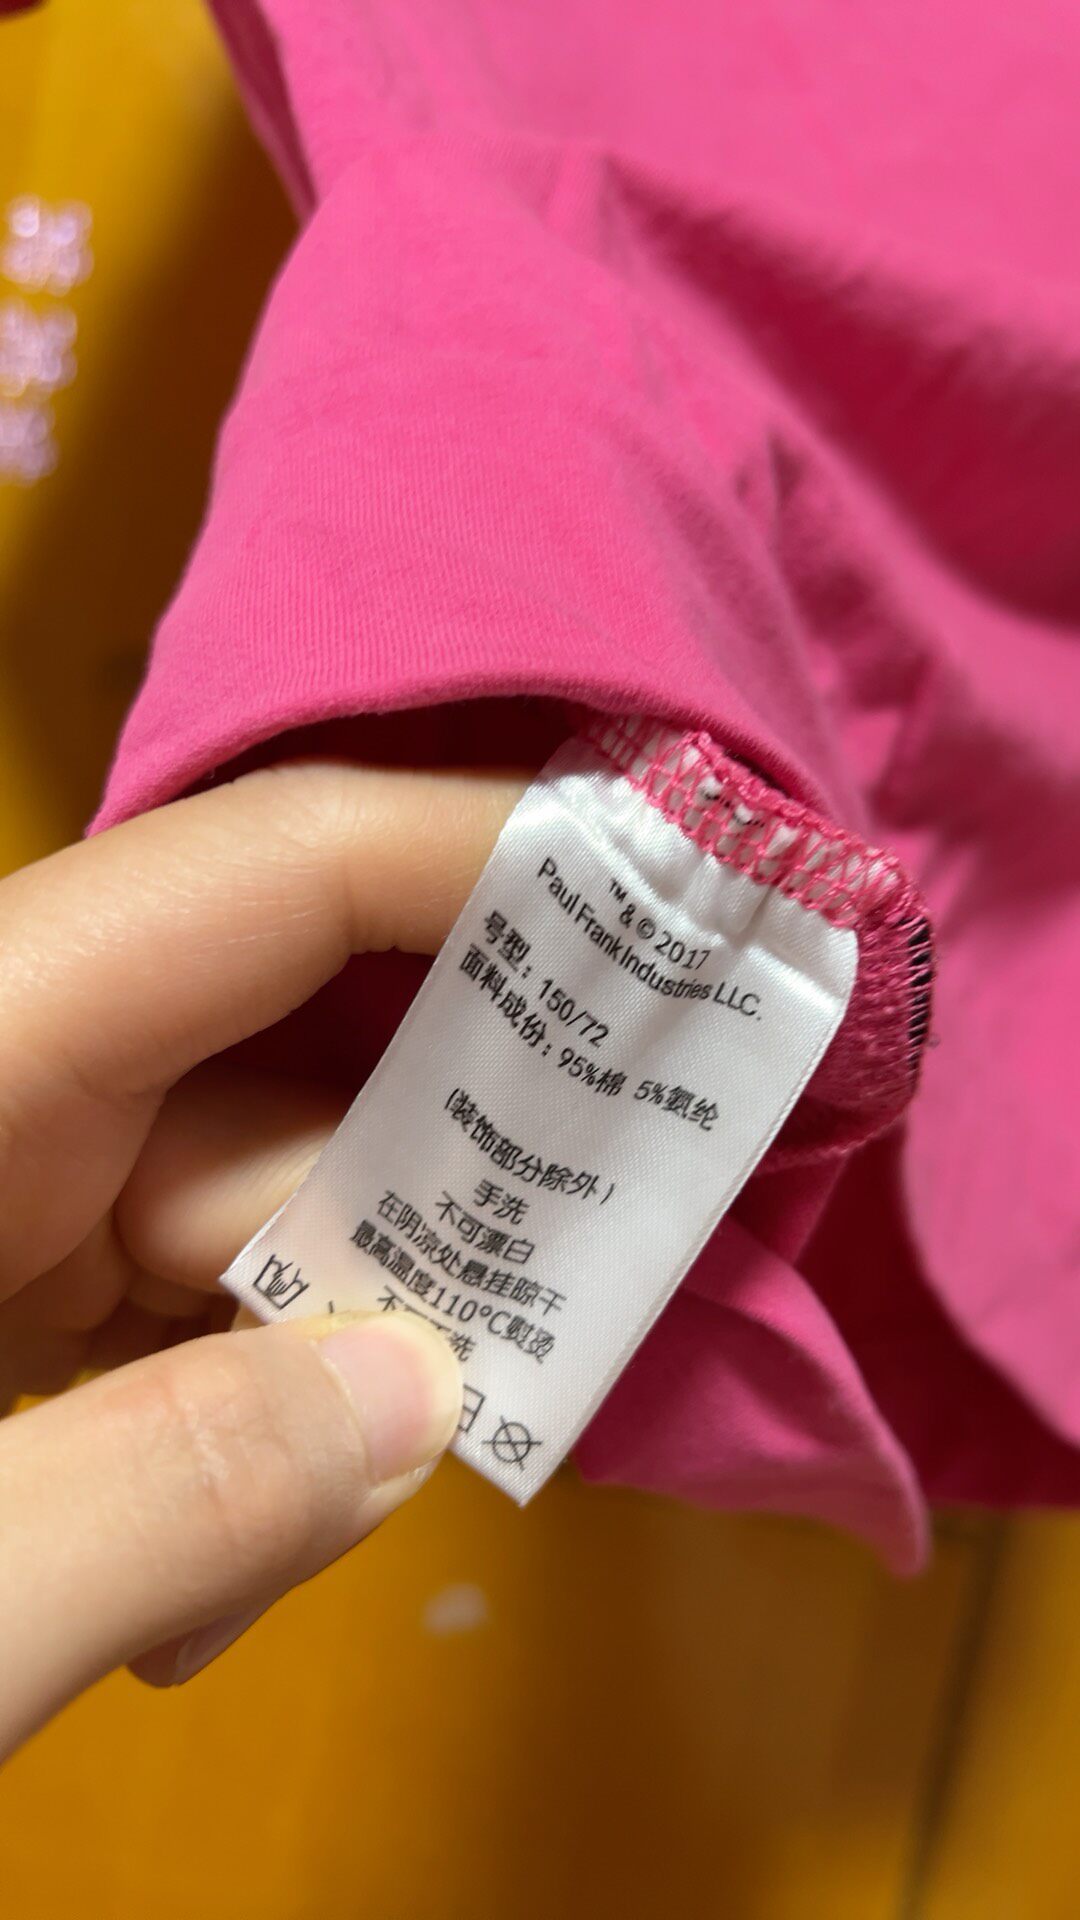 ™ & © 2017
Paul Frank Industries LLC.
号型：150/72
面料成份：95%棉 5%氨纶
(装饰部分除外)
手洗
不可漂白
在阴凉处悬挂晾干
最高温度110°C熨烫
洗